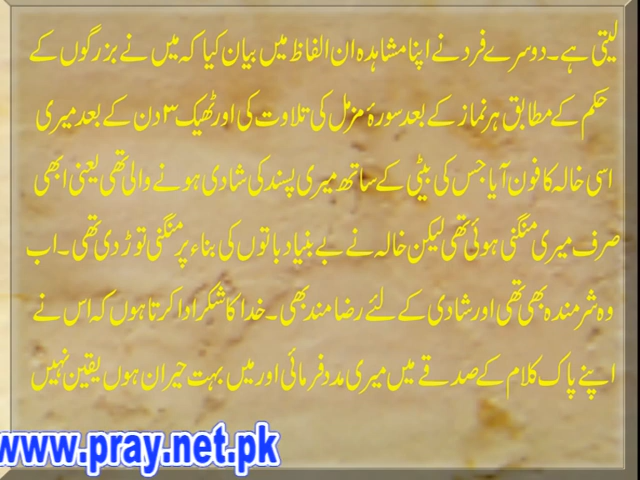 لیتی ہے۔ دوسرے فرد نے اپنا مشاہدہ ان الفاظ میں بیان کیا کہ میں نے بزرگوں کے
حکم کے مطابق ہر نماز کے بعد سورۂ مزمل کی تلاوت کی اور ٹھیک ۳ دن کے بعد میری
اسی خالہ کا فون آیا جس کی بیٹی کے ساتھ میری پسند کی شادی ہونے والی تھی یعنی ابھی
صرف میری منگنی ہوئی تھی لیکن خالہ نے بے بنیاد باتوں کی بناء پر منگنی توڑ دی تھی۔ اب
وہ شرمندہ بھی تھی اور شادی کے لئے رضا مند بھی۔ خدا کا شکر ادا کرتا ہوں کہ اس نے
اپنے پاک کلام کے صدقے میں میری مدد فرمائی اور میں بہت حیران ہوں یقین نہیں
www.pray.net.pk